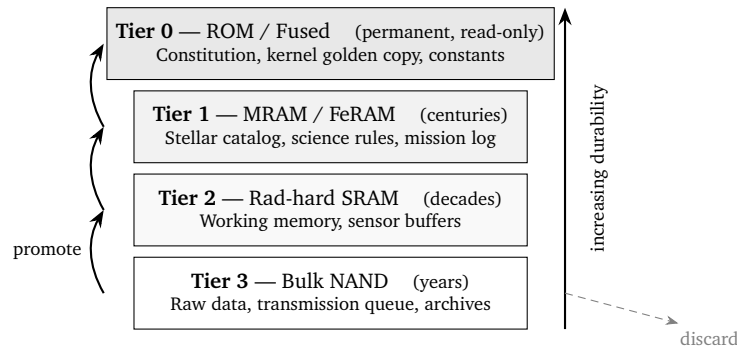 Tier 0 — ROM / Fused (permanent, read-only)
Constitution, kernel golden copy, constants
Tier 1 — MRAM / FeRAM (centuries)
Stellar catalog, science rules, mission log
Tier 2 — Rad-hard SRAM (decades)
Working memory, sensor buffers
promote
Tier 3 — Bulk NAND (years)
Raw data, transmission queue, archives
increasing durability
discard